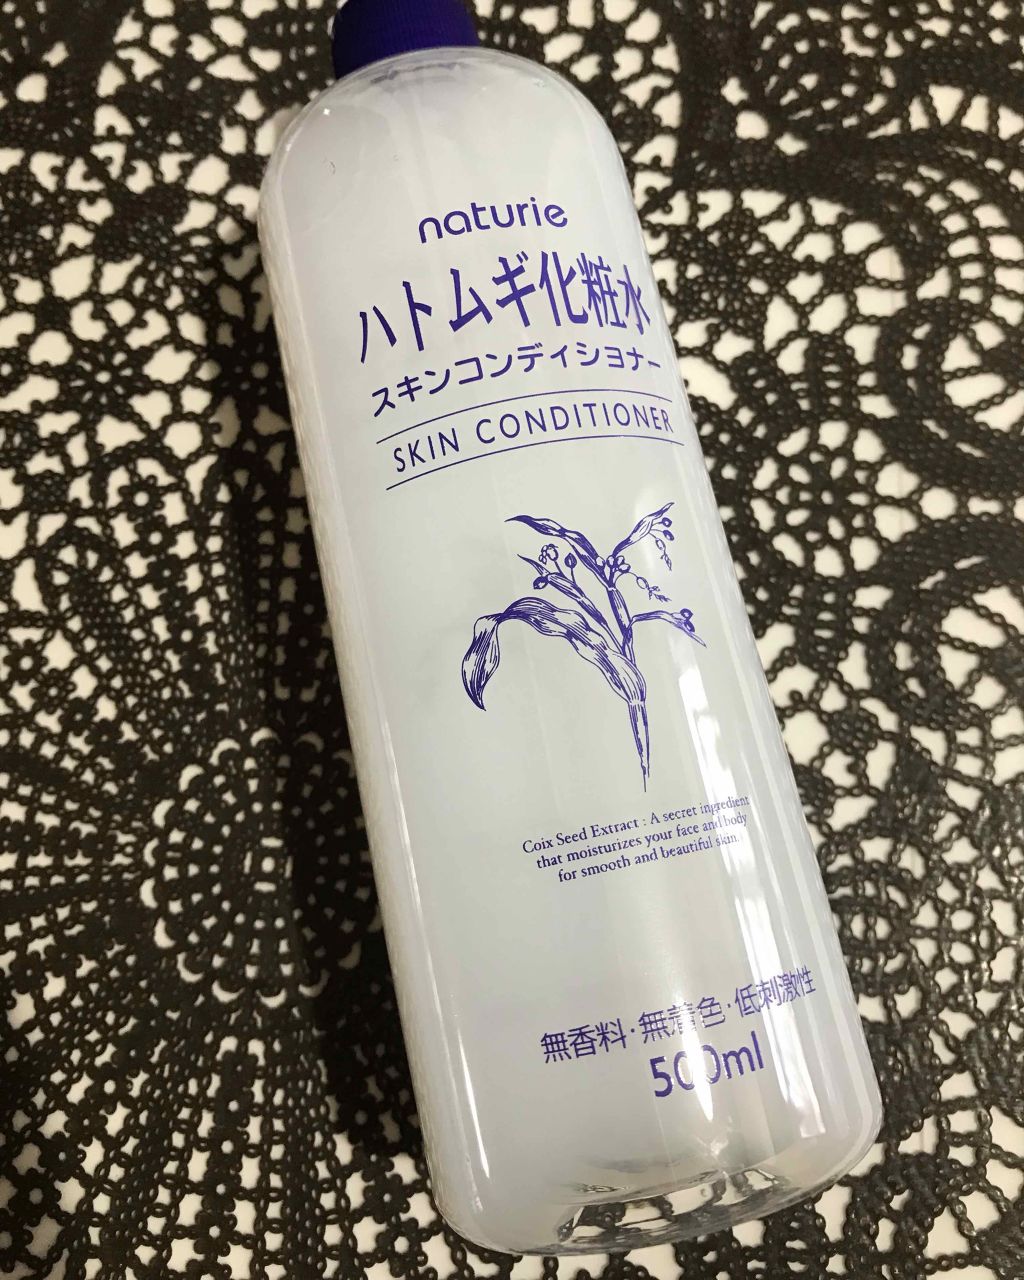 naturie
ハトムギ化粧水
スキンコンディショナー
SKIN CONDITIONER
Coix Seed Extract : A secret ingredient
that moisturizes your face and body
for smooth and beautiful skin.
無香料・無着色・低刺激性
500ml